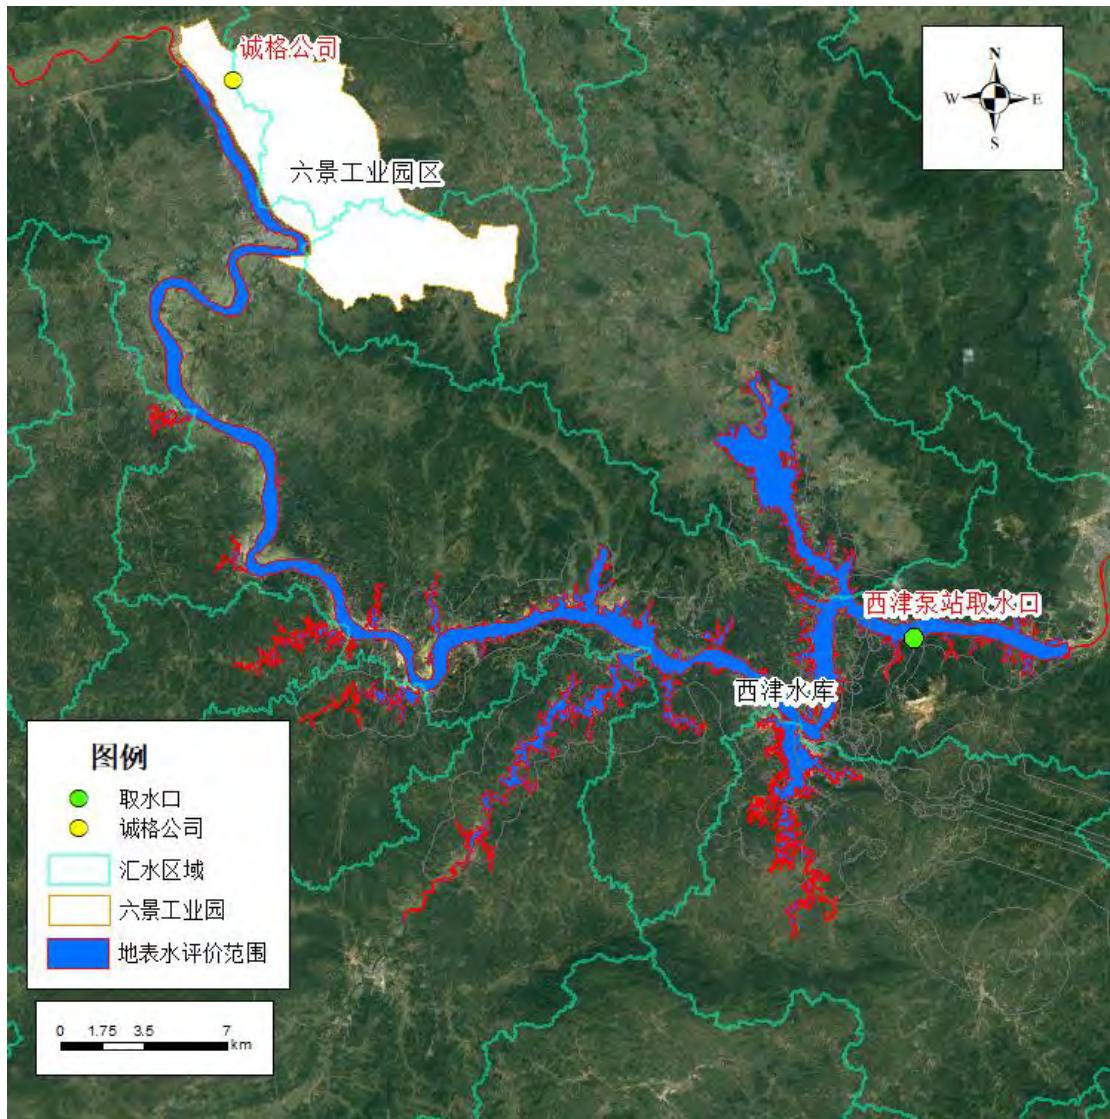 诚格公司
N
W E
S
六景工业园区
西津泵站取水口
西津水库
图例
取水口
诚格公司
汇水区域
六景工业园
地表水评价范围
0 1.75 3.5 7
km